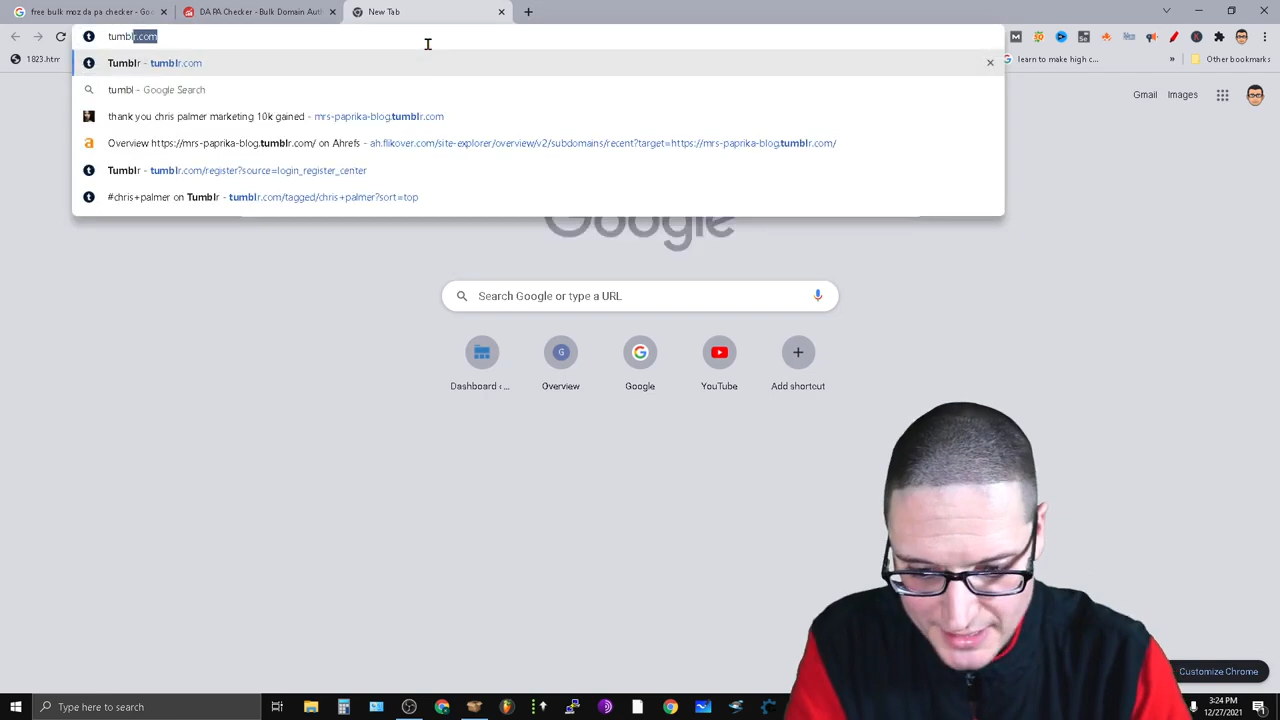 free bulk moz da pa checker - G
DA PA Checker - Bulk Domain Auth
New Tab
tumblr.com
1823.htm
learn to make high c...
»
Other bookmarks
Tumblr - tumblr.com
tumbl - Google Search
thank you chris palmer marketing 10k gained - mrs-paprika-blog.tumblr.com
Overview https://mrs-paprika-blog.tumblr.com/ on Ahrefs - ah.flikover.com/site-explorer/overview/v2/subdomains/recent?target=https://mrs-paprika-blog.tumblr.com/
Tumblr - tumblr.com/register?source=login_register_center
#chris+palmer on Tumblr - tumblr.com/tagged/chris+palmer?sort=top
Gmail Images
Google
Search Google or type a URL
Dashboard ‹ ...
Overview
Google
YouTube
Add shortcut
Customize Chrome
Type here to search
3:24 PM
12/27/2021